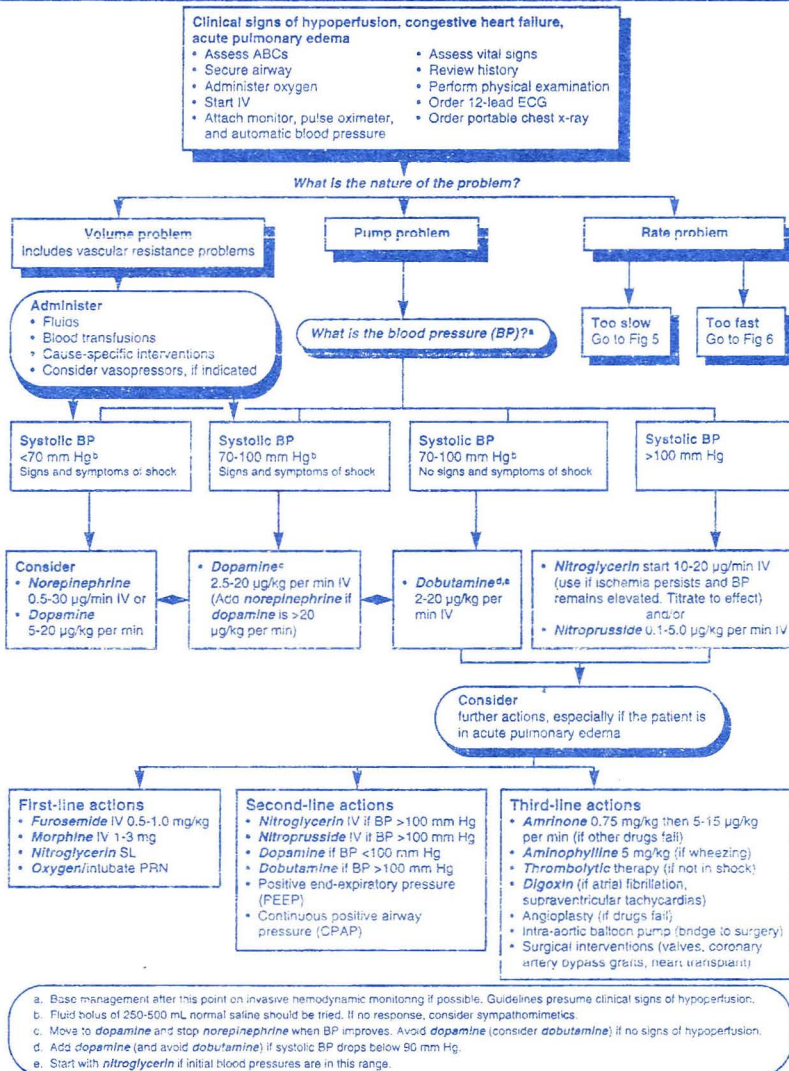 Clinical signs of hypoperfusion, congestive heart failure,
acute pulmonary edema
• Assess ABCs
• Secure airway
• Administer oxygen
• Start IV
• Attach monitor, pulse oximeter,
and automatic blood pressure
• Assess vital signs
• Review history
• Perform physical examination
• Order 12-lead ECG
• Order portable chest x-ray
What is the nature of the problem?
Volume problem
Includes vascular resistance problems
Pump problem
Rate problem
Administer
• Fluids
• Blood transfusions
• Cause-specific interventions
• Consider vasopressors, if indicated
What is the blood pressure (BP)?a
Too slow
Go to Fig 5
Too fast
Go to Fig 6
Systolic BP
<70 mm Hgb
Signs and symptoms of shock
Systolic BP
70-100 mm Hgb
Signs and symptoms of shock
Systolic BP
70-100 mm Hgb
No signs and symptoms of shock
Systolic BP
>100 mm Hg
Consider
• Norepinephrine
0.5-30 µg/min IV or
• Dopamine
5-20 µg/kg per min
• Dopaminec
2.5-20 µg/kg per min IV
(Add norepinephrine if
dopamine is >20
µg/kg per min)
• Dobutamined,e
2-20 µg/kg per
min IV
• Nitroglycerin start 10-20 µg/min IV
(use if ischemia persists and BP
remains elevated. Titrate to effect)
and/or
• Nitroprusside 0.1-5.0 µg/kg per min IV
Consider
further actions, especially if the patient is
in acute pulmonary edema
First-line actions
• Furosemide IV 0.5-1.0 mg/kg
• Morphine IV 1-3 mg
• Nitroglycerin SL
• Oxygen/intubate PRN
Second-line actions
• Nitroglycerin IV if BP >100 mm Hg
• Nitroprusside IV if BP >100 mm Hg
• Dopamine if BP <100 mm Hg
• Dobutamine if BP >100 mm Hg
• Positive end-expiratory pressure
(PEEP)
• Continuous positive airway
pressure (CPAP)
Third-line actions
• Amrinone 0.75 mg/kg then 5-15 µg/kg
per min (if other drugs fail)
• Aminophylline 5 mg/kg (if wheezing)
• Thrombolytic therapy (if not in shock)
• Digoxin (if atrial fibrillation,
supraventricular tachycardias)
• Angioplasty (if drugs fail)
• Intra-aortic balloon pump (bridge to surgery)
• Surgical interventions (valves, coronary
artery bypass grafts, heart transplant)
a. Base management after this point on invasive hemodynamic monitoring if possible. Guidelines presume clinical signs of hypoperfusion.
b. Fluid bolus of 250-500 mL normal saline should be tried. If no response, consider sympathomimetics.
c. Move to dopamine and stop norepinephrine when BP improves. Avoid dopamine (consider dobutamine) if no signs of hypoperfusion.
d. Add dopamine (and avoid dobutamine) if systolic BP drops below 90 mm Hg.
e. Start with nitroglycerin if initial blood pressures are in this range.